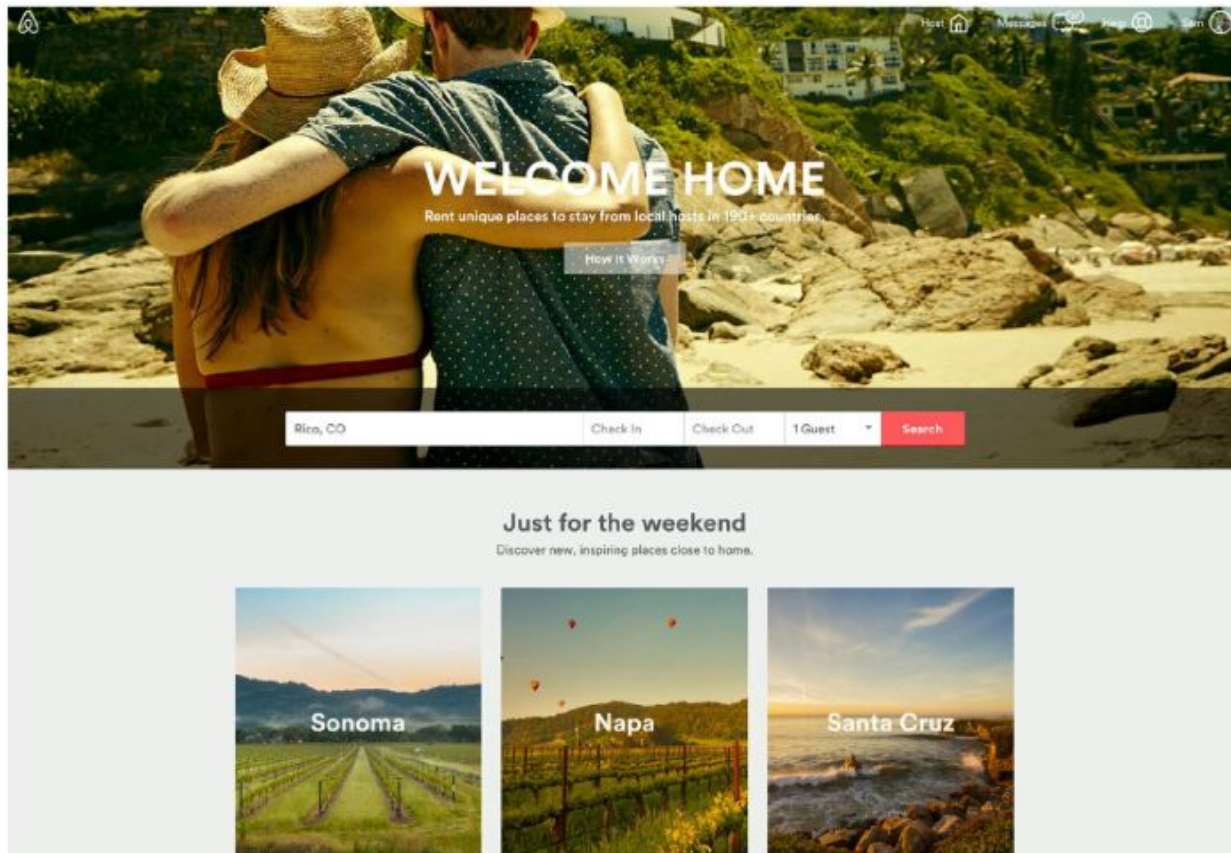 Host Messages Help Sam
WELCOME HOME
Rent unique places to stay from local hosts in 190+ countries.
How It Works
Rico, CO Check In Check Out 1 Guest Search
Just for the weekend
Discover new, inspiring places close to home.
Sonoma Napa Santa Cruz